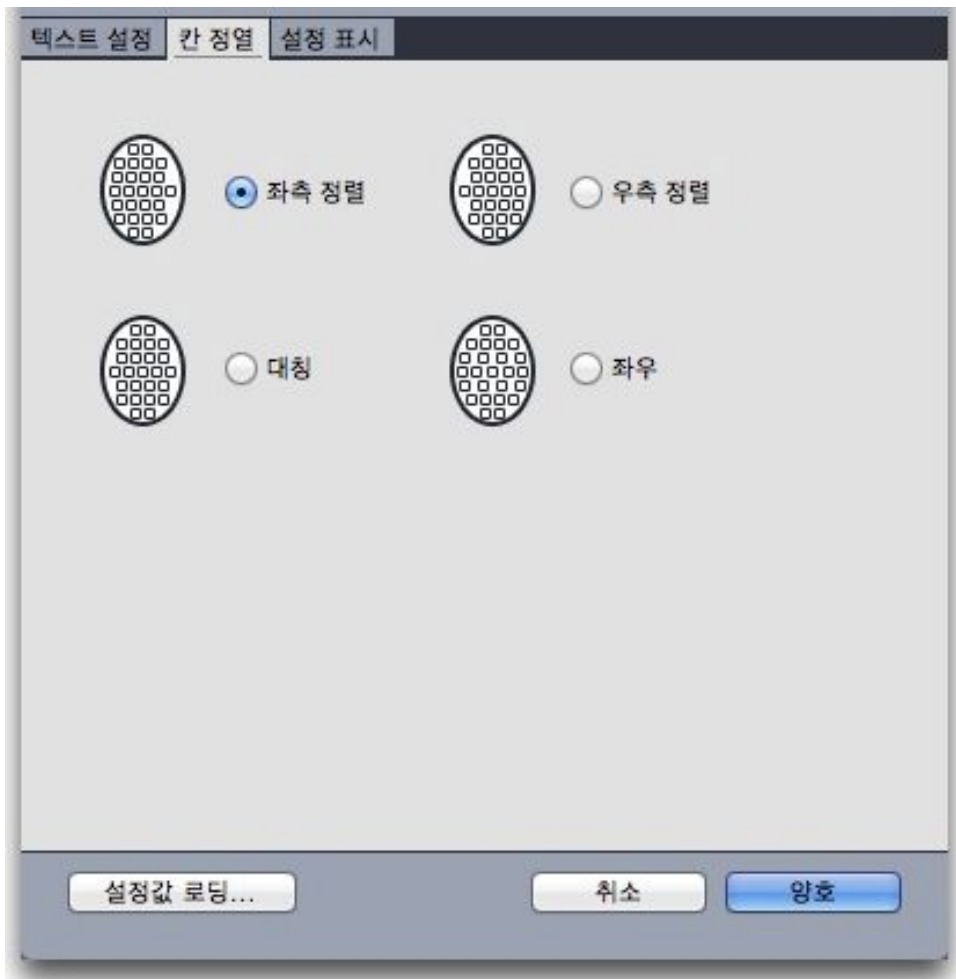 텍스트 설정 칸 정열 설정 표시
좌측 정렬 우측 정렬
대칭 좌우
설정값 로딩... 취소 양호